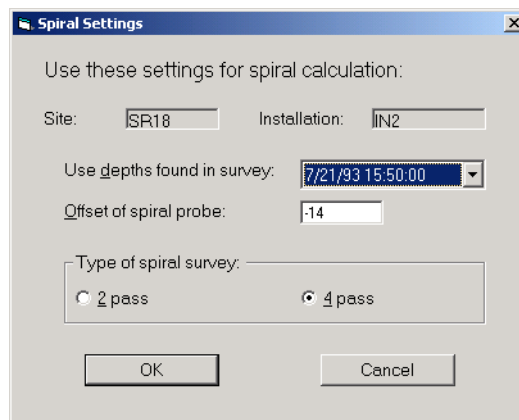 Spiral Settings
Use these settings for spiral calculation:
Site: SR18 Installation: IN2
Use depths found in survey: 7/21/93 15:50:00
Offset of spiral probe: -14
Type of spiral survey:
2 pass 4 pass
OK Cancel